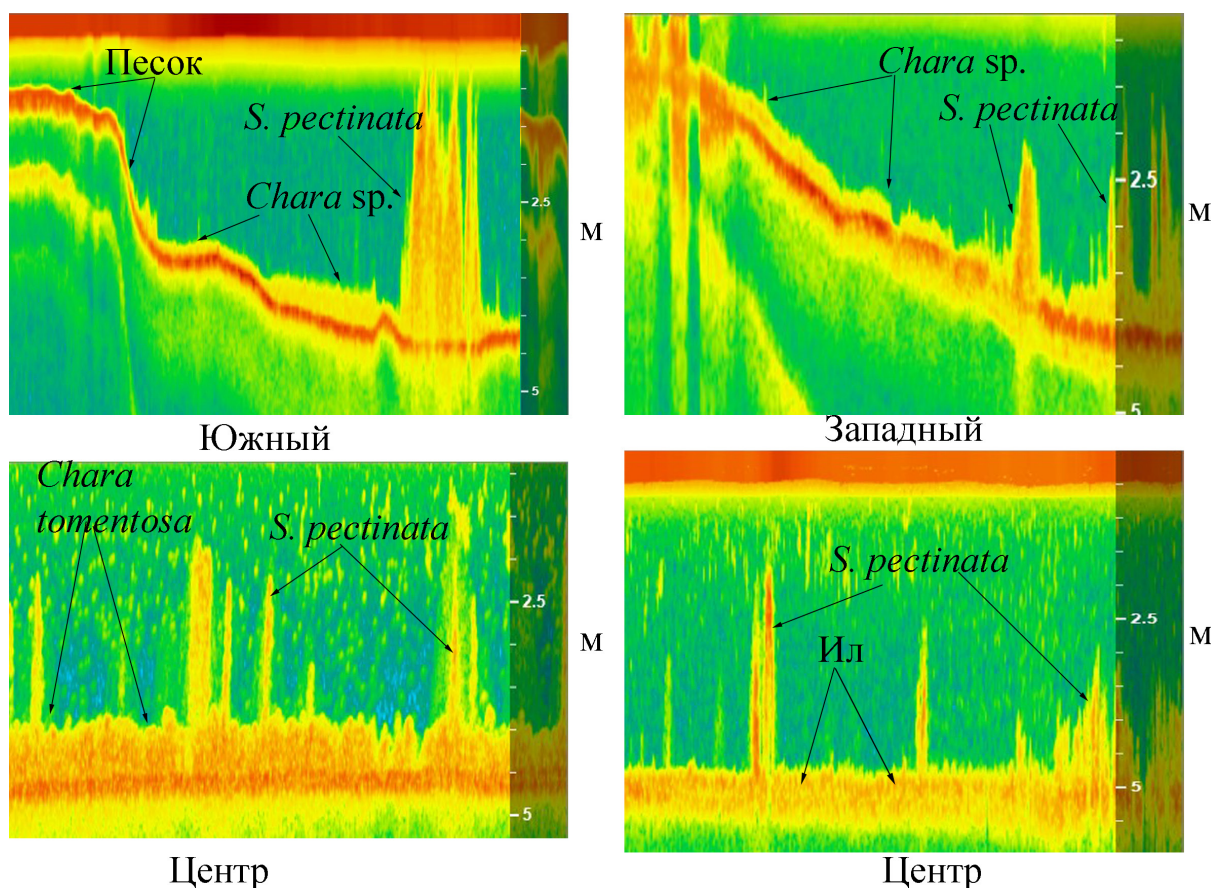 Песок
S. pectinata
Chara sp.
2.5
5
м
Южный
Chara sp.
S. pectinata
2.5
5
м
Западный
Chara
tomentosa
S. pectinata
2.5
5
м
Центр
S. pectinata
Ил
2.5
5
м
Центр